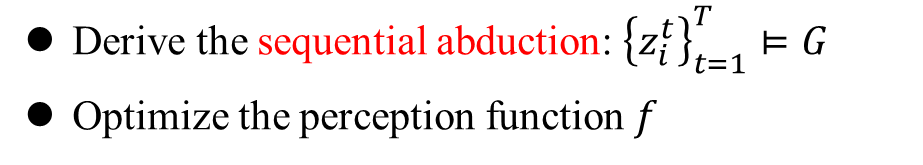 ● Derive the sequential abduction: {z_i^t}_{t=1}^T ⊨ G
● Optimize the perception function f